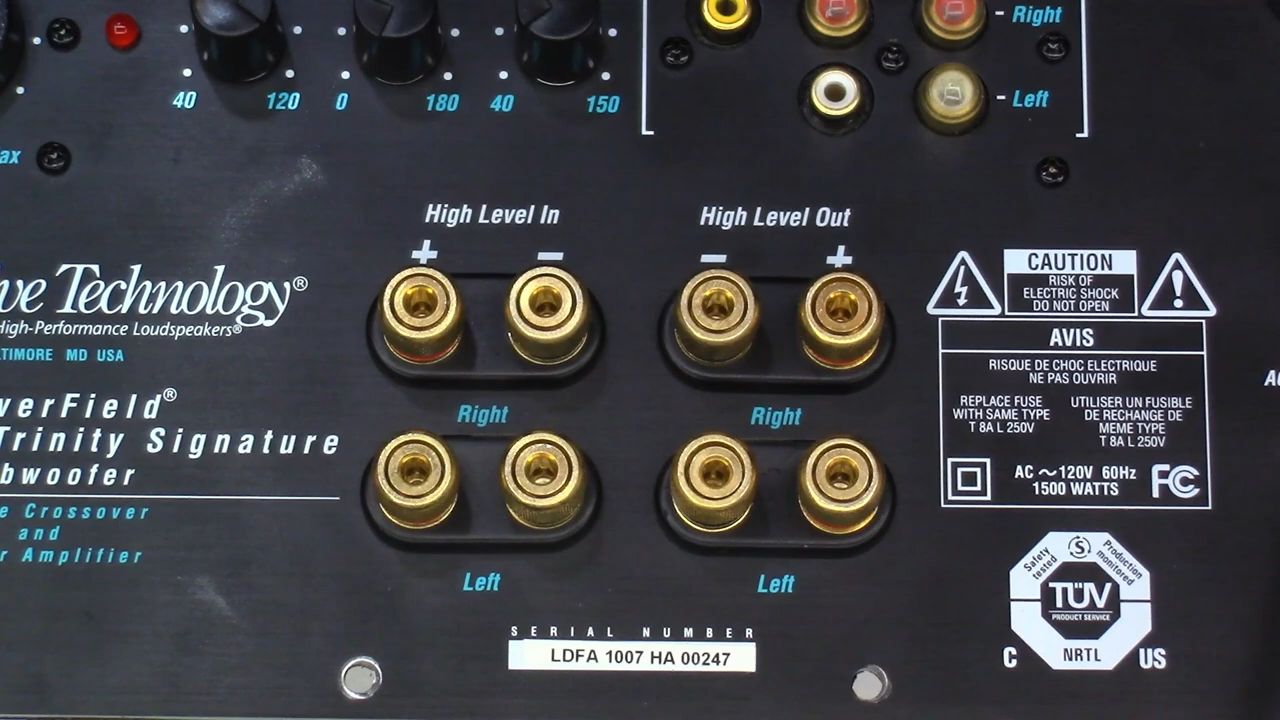 - Right
40 120 0 180 40 150
- Left
ax
High Level In
High Level Out
+ −
− +
ve Technology®
High-Performance Loudspeakers®
TIMORE MD USA
verField®
Trinity Signature
bwoofer
e Crossover
and
r Amplifier
Right
Right
Left
Left
CAUTION
RISK OF
ELECTRIC SHOCK
DO NOT OPEN
AVIS
RISQUE DE CHOC ELECTRIQUE
NE PAS OUVRIR
REPLACE FUSE
WITH SAME TYPE
T 8A L 250V
UTILISER UN FUSIBLE
DE RECHANGE DE
MEME TYPE
T 8A L 250V
AC ~120V 60Hz
1500 WATTS
FC
Safety
tested
S
Production
monitored
TÜV
PRODUCT SERVICE
NRTL
C US
SERIAL NUMBER
LDFA 1007 HA 00247